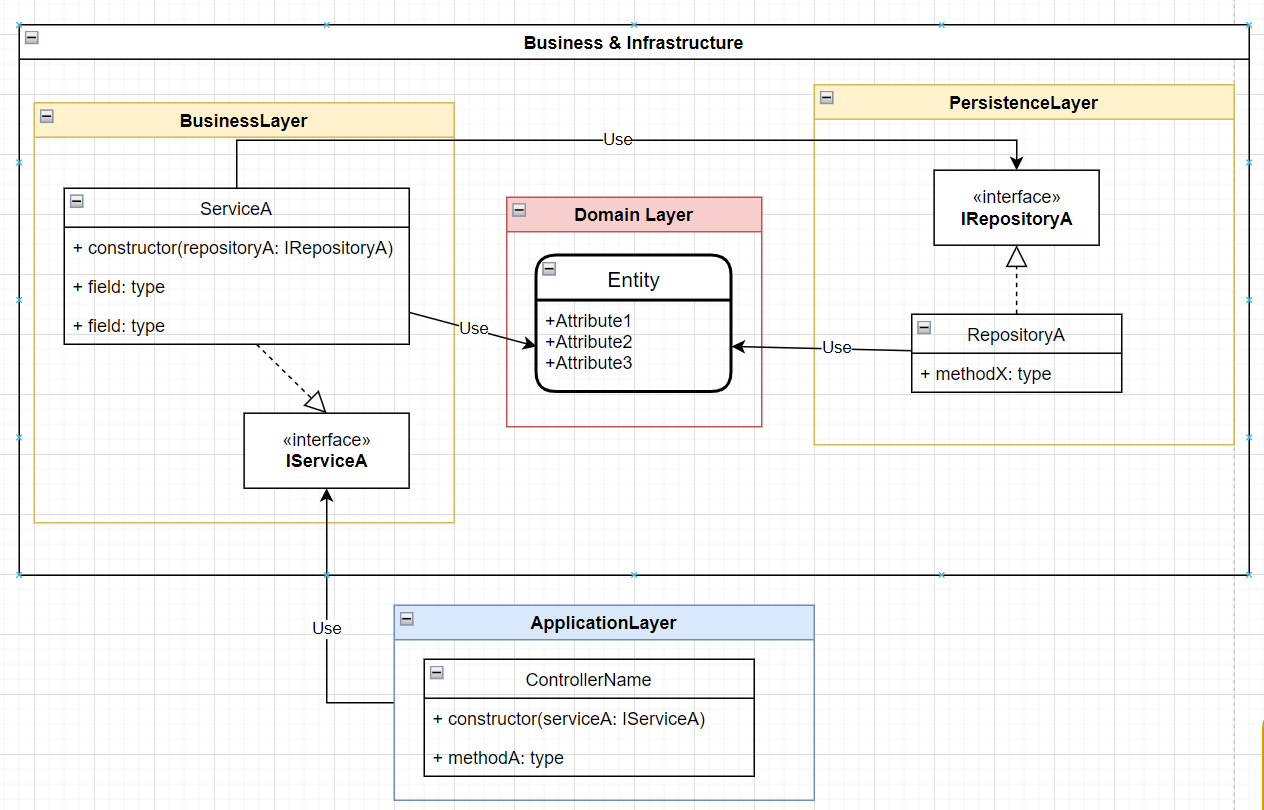 Business & Infrastructure
BusinessLayer
PersistenceLayer
Use
ServiceA
+ constructor(repositoryA: IRepositoryA)
+ field: type
+ field: type
«interface»
IRepositoryA
Domain Layer
Entity
+Attribute1
+Attribute2
+Attribute3
Use
Use
RepositoryA
+ methodX: type
«interface»
IServiceA
Use
ApplicationLayer
ControllerName
+ constructor(serviceA: IServiceA)
+ methodA: type